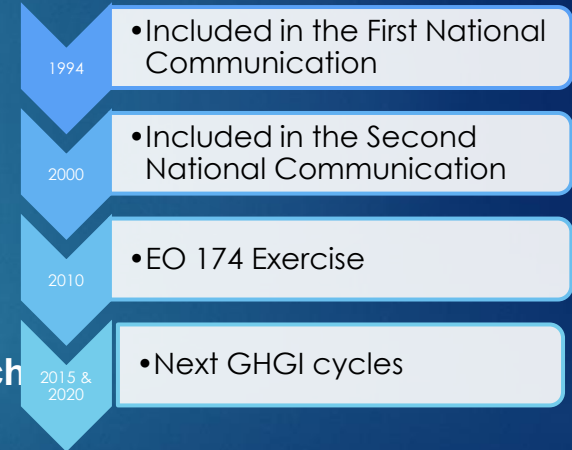 1994
•Included in the First National
Communication
2000
•Included in the Second
National Communication
2010
•EO 174 Exercise
ch
2015 &
2020
•Next GHGI cycles